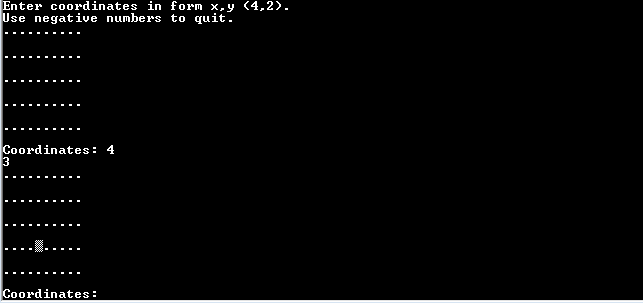 Enter coordinates in form x,y (4,2).
Use negative numbers to quit.
..........
..........
..........
..........
..........
Coordinates: 4
3
..........
..........
..........
....▒.....
..........
Coordinates: